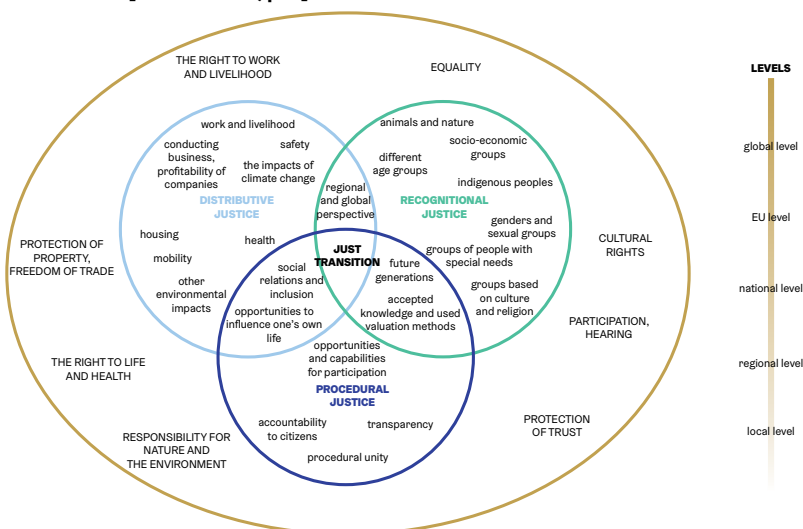 THE RIGHT TO WORK
AND LIVELIHOOD
EQUALITY
LEVELS
work and livelihood
animals and nature
conducting
business,
profitability of
companies
safety
the impacts of
climate change
different
age groups
socio-economic
groups
global level
regional
and global
perspective
indigenous peoples
DISTRIBUTIVE
JUSTICE
RECOGNITIONAL
JUSTICE
genders and
sexual groups
EU level
housing
health
JUST
TRANSITION
groups of people with
special needs
PROTECTION OF
PROPERTY,
FREEDOM OF TRADE
CULTURAL
RIGHTS
mobility
social
relations and
inclusion
future
generations
other
environmental
impacts
groups based
on culture
and religion
national level
accepted
knowledge and used
valuation methods
opportunities to
influence one's own
life
PARTICIPATION,
HEARING
opportunities
and capabilities
for participation
THE RIGHT TO LIFE
AND HEALTH
regional level
PROCEDURAL
JUSTICE
accountability
to citizens
transparency
PROTECTION
OF TRUST
local level
RESPONSIBILITY FOR
NATURE AND
THE ENVIRONMENT
procedural unity